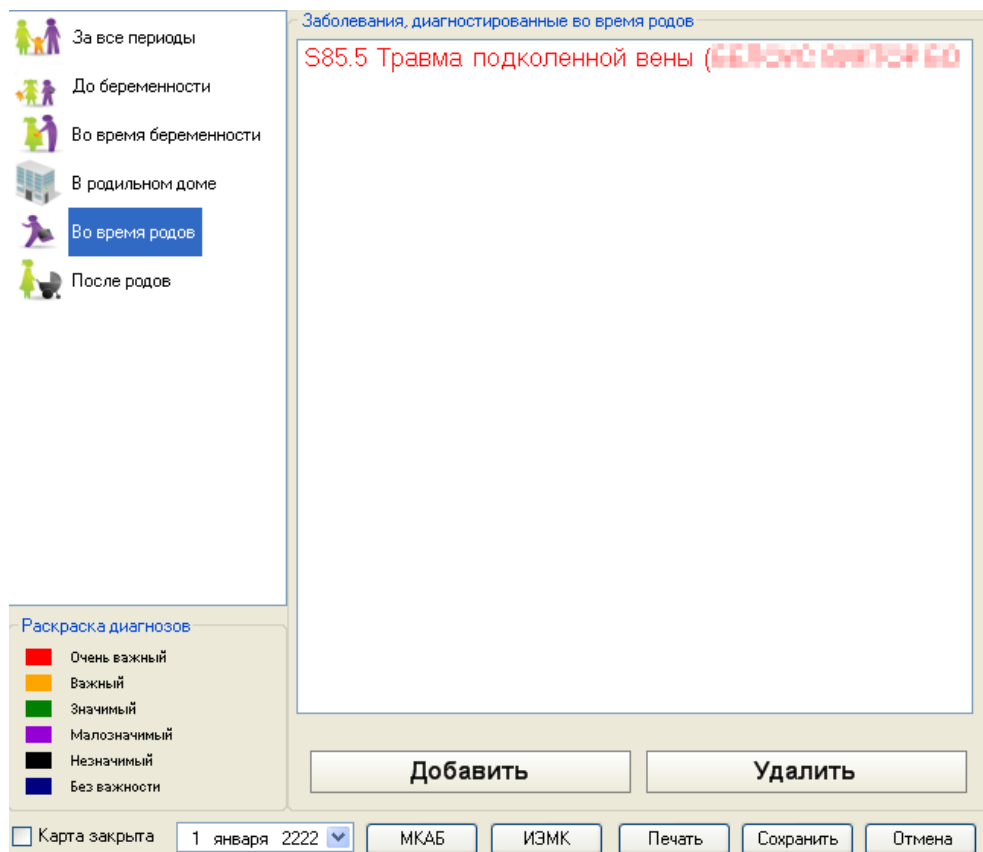 За все периоды
До беременности
Во время беременности
В родильном доме
Во время родов
После родов
Заболевания, диагностированные во время родов
S85.5 Травма подколенной вены (
Раскраска диагнозов
Очень важный
Важный
Значимый
Малозначимый
Незначимый
Без важности
Добавить Удалить
Карта закрыта 1 января 2222 МКАБ ИЭМК Печать Сохранить Отмена